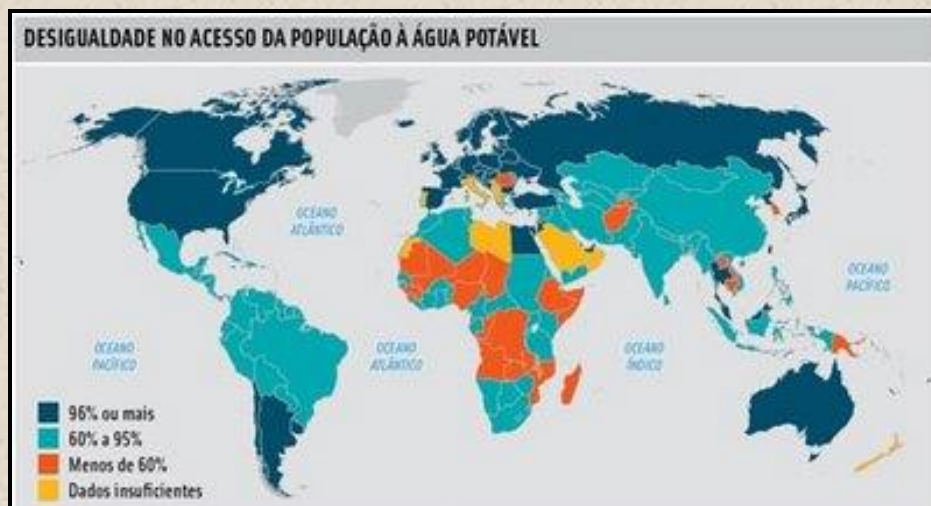 DESIGUALDADE NO ACESSO DA POPULAÇÃO À ÁGUA POTÁVEL
OCEANO
ATLÂNTICO
OCEANO
PACÍFICO
OCEANO
PACÍFICO
OCEANO
ATLÂNTICO
OCEANO
ÍNDICO
96% ou mais
60% a 95%
Menos de 60%
Dados insuficientes